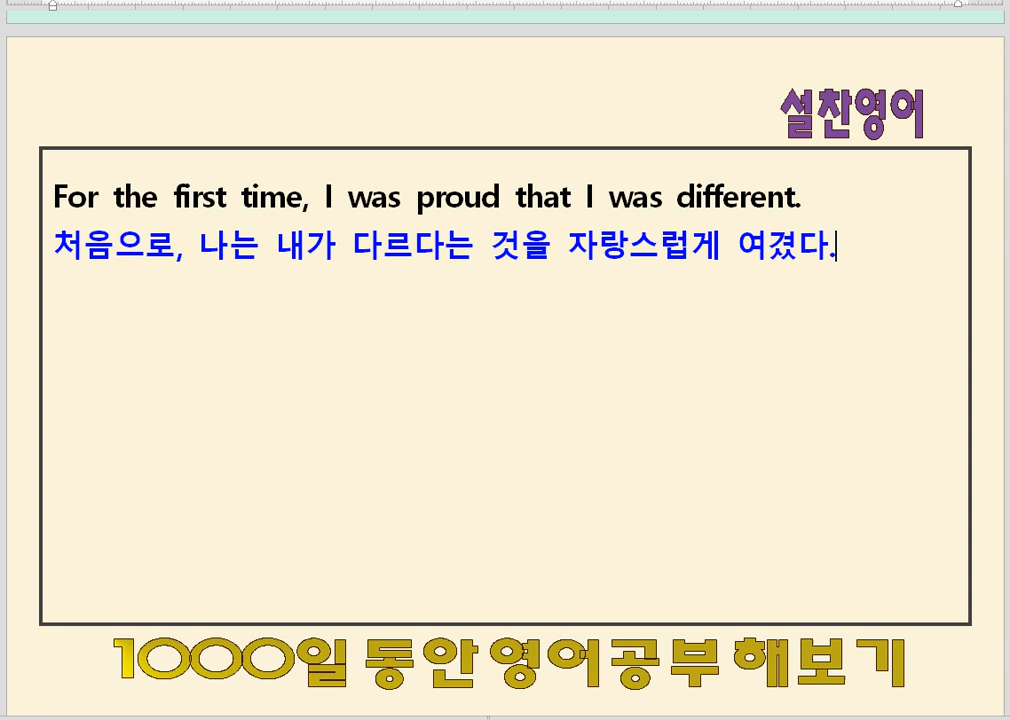 설찬영어
For the first time, I was proud that I was different.
처음으로, 나는 내가 다르다는 것을 자랑스럽게 여겼다.
1000일 동안 영어공부 해보기